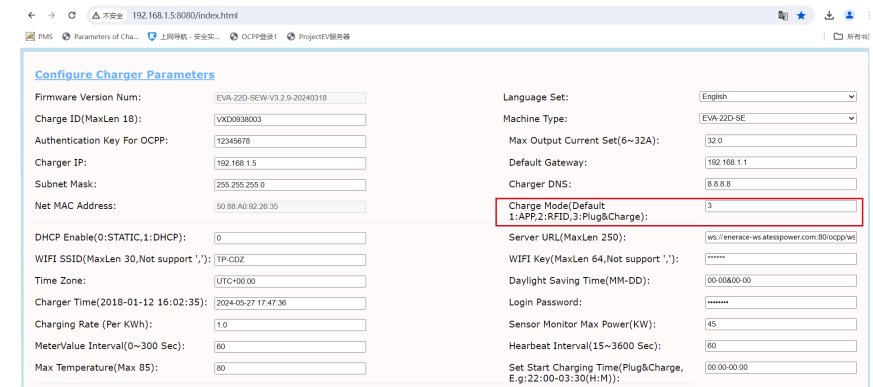 不安全 192.168.1.5:8080/index.html
PMS Parameters of Cha... 上网导航 - 安全实... OCPP登录1 ProjectEV服务器 所有书签
Configure Charger Parameters
Firmware Version Num: EVA-22D-SEW-V3.2.9-20240318 Language Set: English
Charge ID(MaxLen 18): VXD0938003 Machine Type: EVA-22D-SE
Authentication Key For OCPP: 12345678 Max Output Current Set(6~32A): 32.0
Charger IP: 192.168.1.5 Default Gateway: 192.168.1.1
Subnet Mask: 255.255.255.0 Charger DNS: 8.8.8.8
Net MAC Address: 50:88:A0:92:26:35 Charge Mode(Default
1:APP,2:RFID,3:Plug&Charge): 3
DHCP Enable(0:STATIC,1:DHCP): 0 Server URL(MaxLen 250): ws://enerace-ws.atesspower.com:80/ocpp/ws
WIFI SSID(MaxLen 30,Not support ','): TP-CDZ WIFI Key(MaxLen 64,Not support ','): ******
Time Zone: UTC+00:00 Daylight Saving Time(MM-DD): 00-00&00-00
Charger Time(2018-01-12 16:02:35): 2024-05-27 17:47:36 Login Password: ••••••••
Charging Rate (Per KWh): 1.0 Sensor Monitor Max Power(KW): 45
MeterValue Interval(0~300 Sec): 60 Hearbeat Interval(15~3600 Sec): 60
Max Temperature(Max 85): 80 Set Start Charging Time(Plug&Charge,
E.g:22:00-03:30(H:M)): 00:00-00:00